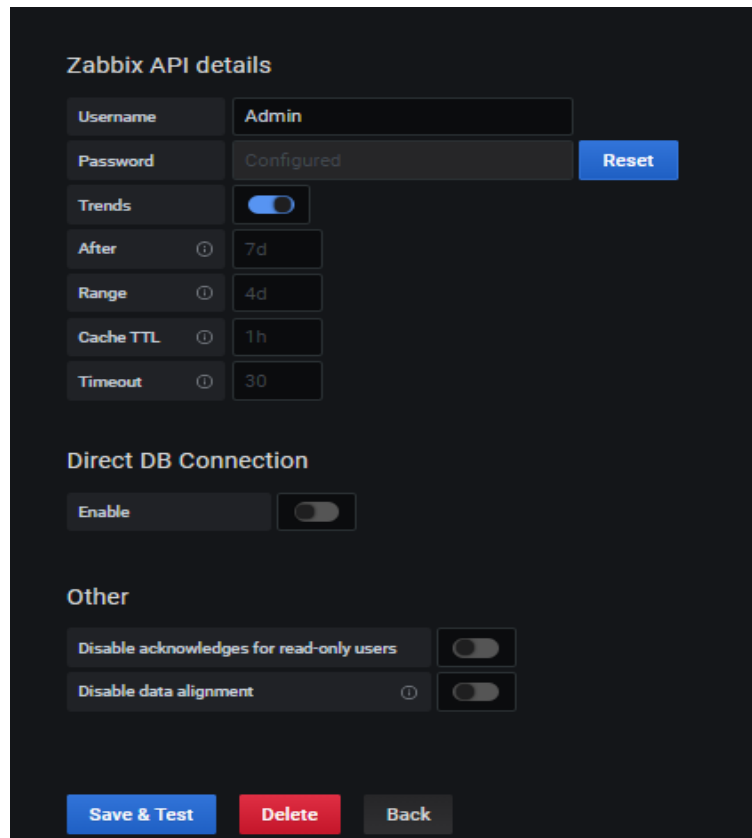 Zabbix API details
Username Admin
Password Configured Reset
Trends
After 7d
Range 4d
Cache TTL 1h
Timeout 30
Direct DB Connection
Enable
Other
Disable acknowledges for read-only users
Disable data alignment
Save & Test Delete Back